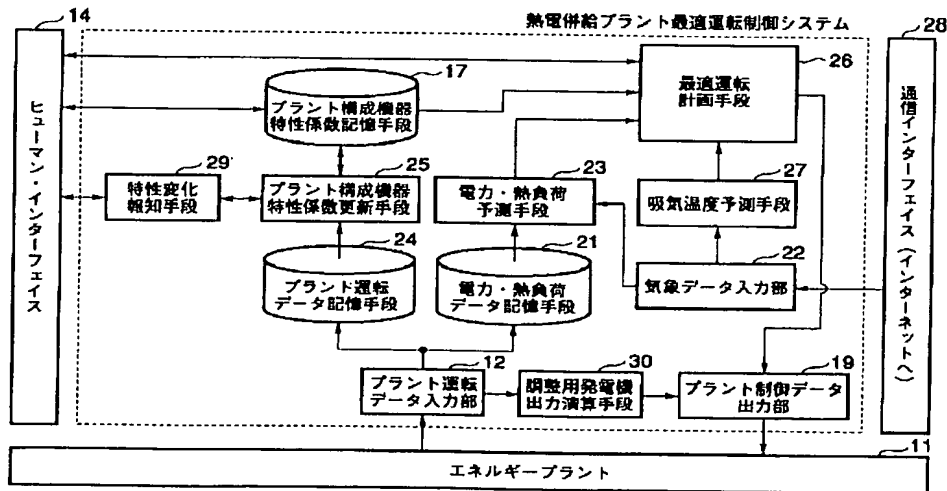 14
熱電併給プラント最適運転制御システム
28
ヒューマン・インターフェイス
17
プラント構成機器
特性係数記憶手段
26
最適運転
計画手段
通信インターフェイス(インターネットへ)
29
特性変化
報知手段
25
プラント構成機器
特性係数更新手段
23
電力・熱負荷
予測手段
27
吸気温度予測手段
24
プラント運転
データ記憶手段
21
電力・熱負荷
データ記憶手段
22
気象データ入力部
12
プラント運転
データ入力部
30
調整用発電機
出力演算手段
19
プラント制御データ
出力部
11
エネルギープラント